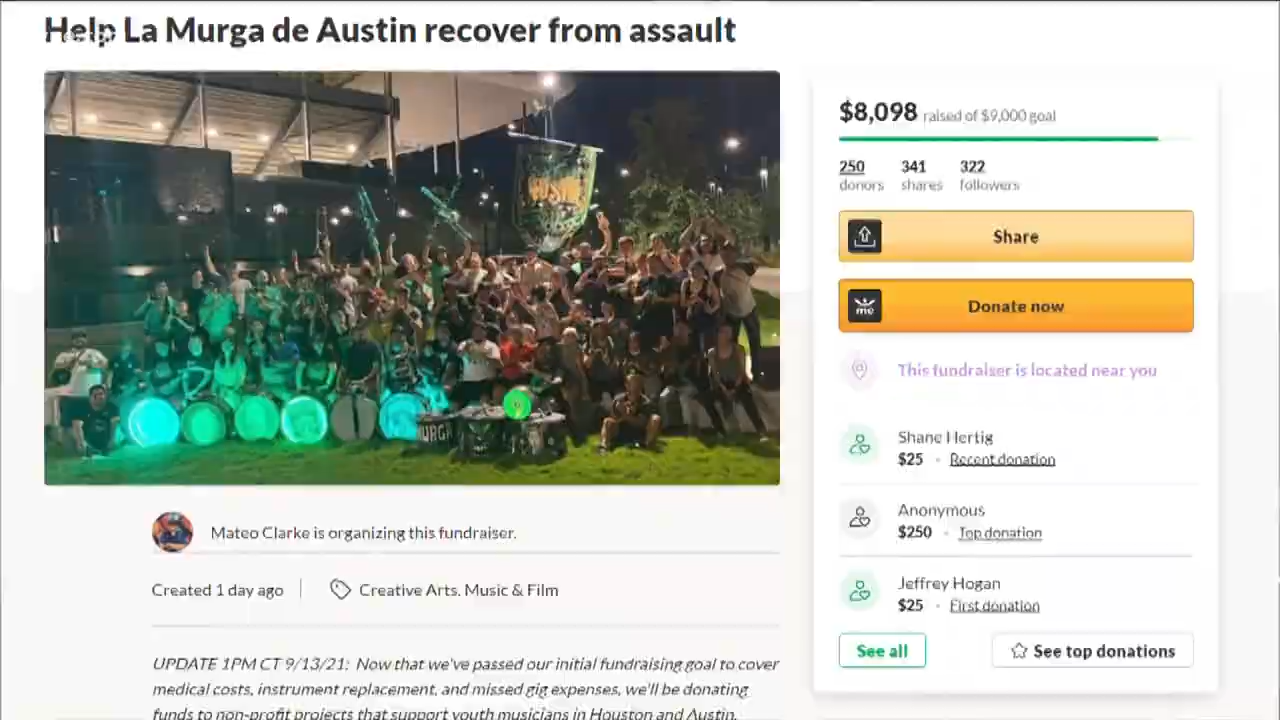 Help La Murga de Austin recover from assault
$8,098 raised of $9,000 goal
250 341 322
donors shares followers
Share
Donate now
me
This fundraiser is located near you
Shane Hertig
$25 • Recent donation
Anonymous
$250 • Top donation
Jeffrey Hogan
$25 • First donation
See all
See top donations
MURGA
Mateo Clarke is organizing this fundraiser.
Created 1 day ago
Creative Arts, Music & Film
UPDATE 1PM CT 9/13/21: Now that we've passed our initial fundraising goal to cover
medical costs, instrument replacement, and missed gig expenses, we'll be donating
funds to non-profit projects that support youth musicians in Houston and Austin.